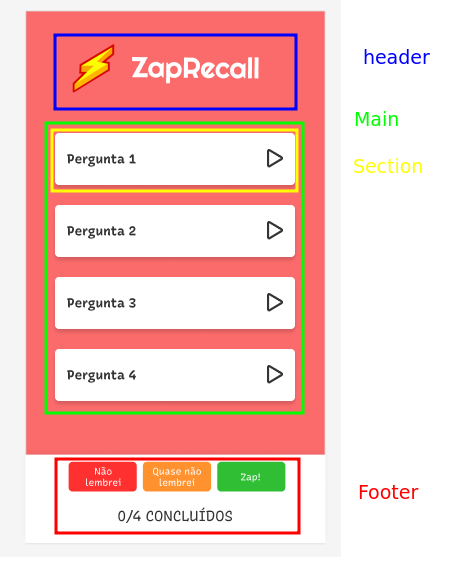 ZapRecall
header
Main
Pergunta 1
Section
Pergunta 2
Pergunta 3
Pergunta 4
Não
lembrei
Quase não
lembrei
Zap!
Footer
0/4 CONCLUÍDOS